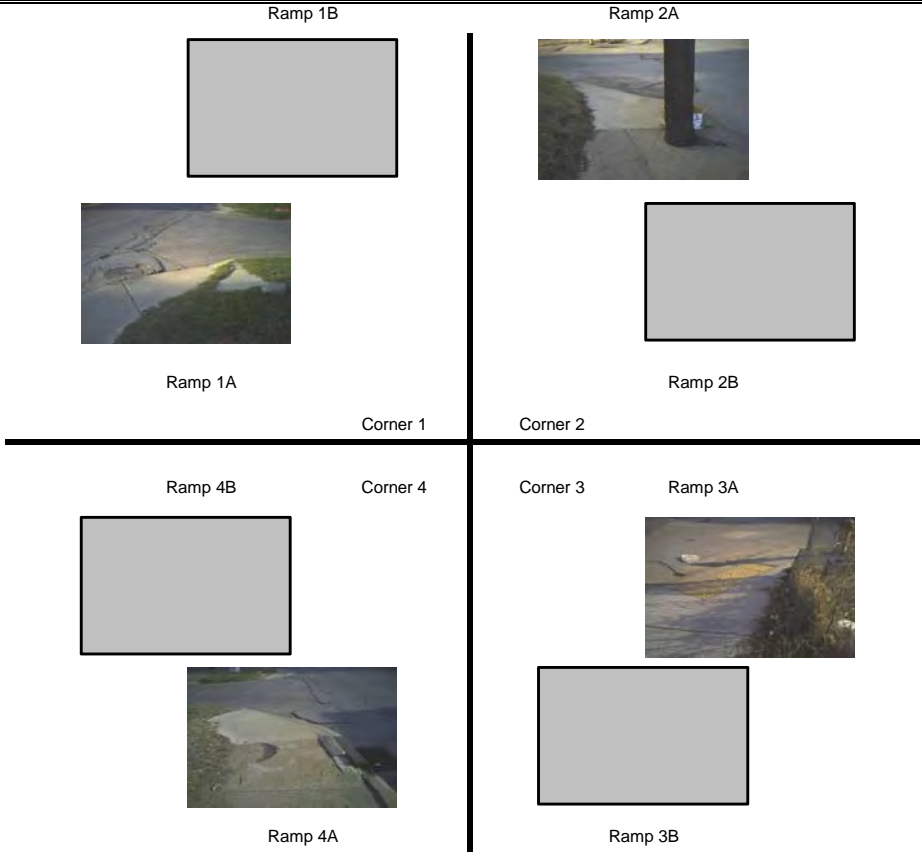 Ramp 1B
Ramp 2A
Ramp 1A
Ramp 2B
Corner 1
Corner 2
Ramp 4B
Corner 4
Corner 3
Ramp 3A
Ramp 4A
Ramp 3B